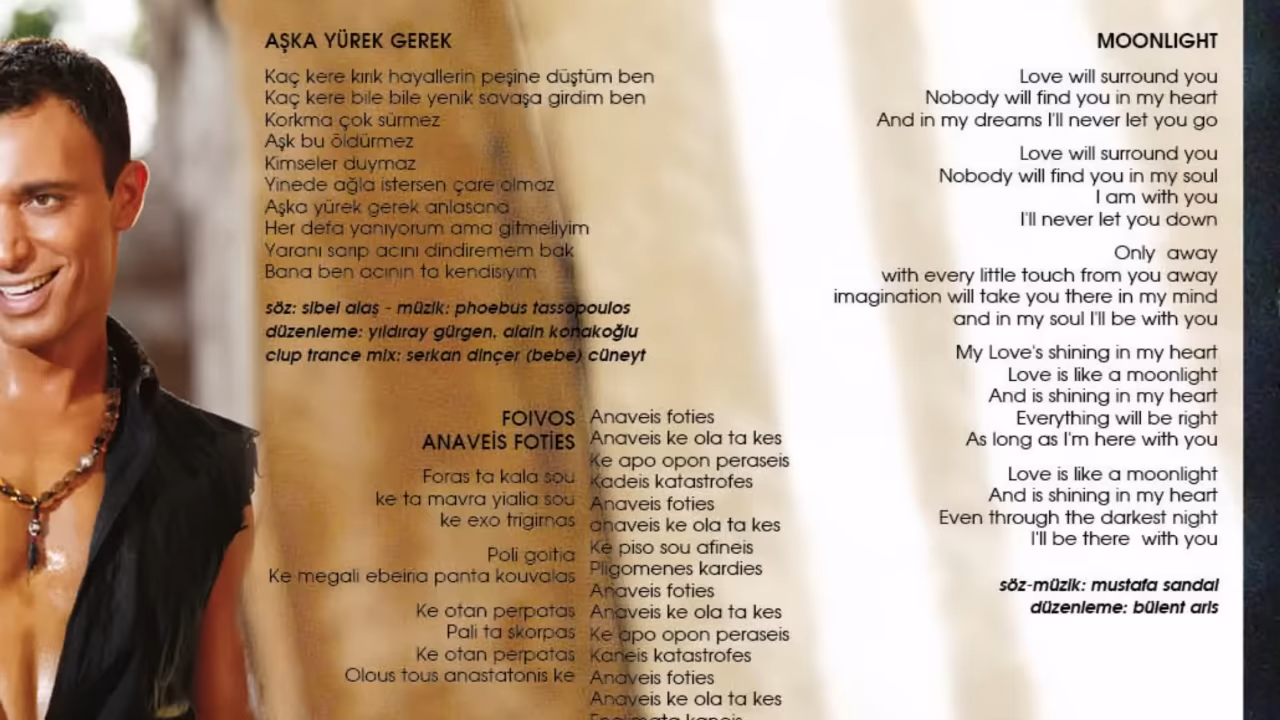 AŞKA YÜREK GEREK
Kaç kere kırık hayallerin peşine düştüm ben
Kaç kere bile bile yenik savaşa girdim ben
Korkma çok sürmez
Aşk bu öldürmez
Kimseler duymaz
Yinede ağla istersen çare olmaz
Aşka yürek gerek anlasana
Her defa yanıyorum ama gitmeliyim
Yaranı sarıp acını dindiremem bak
Bana ben acının ta kendisiyim
söz: sibel alaş - müzik: phoebus tassopoulos
düzenleme: yıldıray gürgen, alain konakoğlu
clup trance mix: serkan dinçer (bebe) cüneyt
FOIVOS
ANAVEİS FOTİES
Foras ta kala sou
ke ta mavra yialia sou
ke exo trigirnas
Poli goitia
Ke megali ebeiria panta kouvalas
Ke otan perpatas
Pali ta skorpas
Ke otan perpatas
Olous tous anastatonis ke
Anaveis foties
Anaveis ke ola ta kes
Ke apo opon peraseis
Kadeis katastrofes
Anaveis foties
anaveis ke ola ta kes
Ke piso sou afineis
Pligomenes kardies
Anaveis foties
Anaveis ke ola ta kes
Ke apo opon peraseis
Kaneis katastrofes
Anaveis foties
Anaveis ke ola ta kes
MOONLIGHT
Love will surround you
Nobody will find you in my heart
And in my dreams I'll never let you go
Love will surround you
Nobody will find you in my soul
I am with you
I'll never let you down
Only away
with every little touch from you away
imagination will take you there in my mind
and in my soul I'll be with you
My Love's shining in my heart
Love is like a moonlight
And is shining in my heart
Everything will be right
As long as I'm here with you
Love is like a moonlight
And is shining in my heart
Even through the darkest night
I'll be there with you
söz-müzik: mustafa sandal
düzenleme: bülent aris